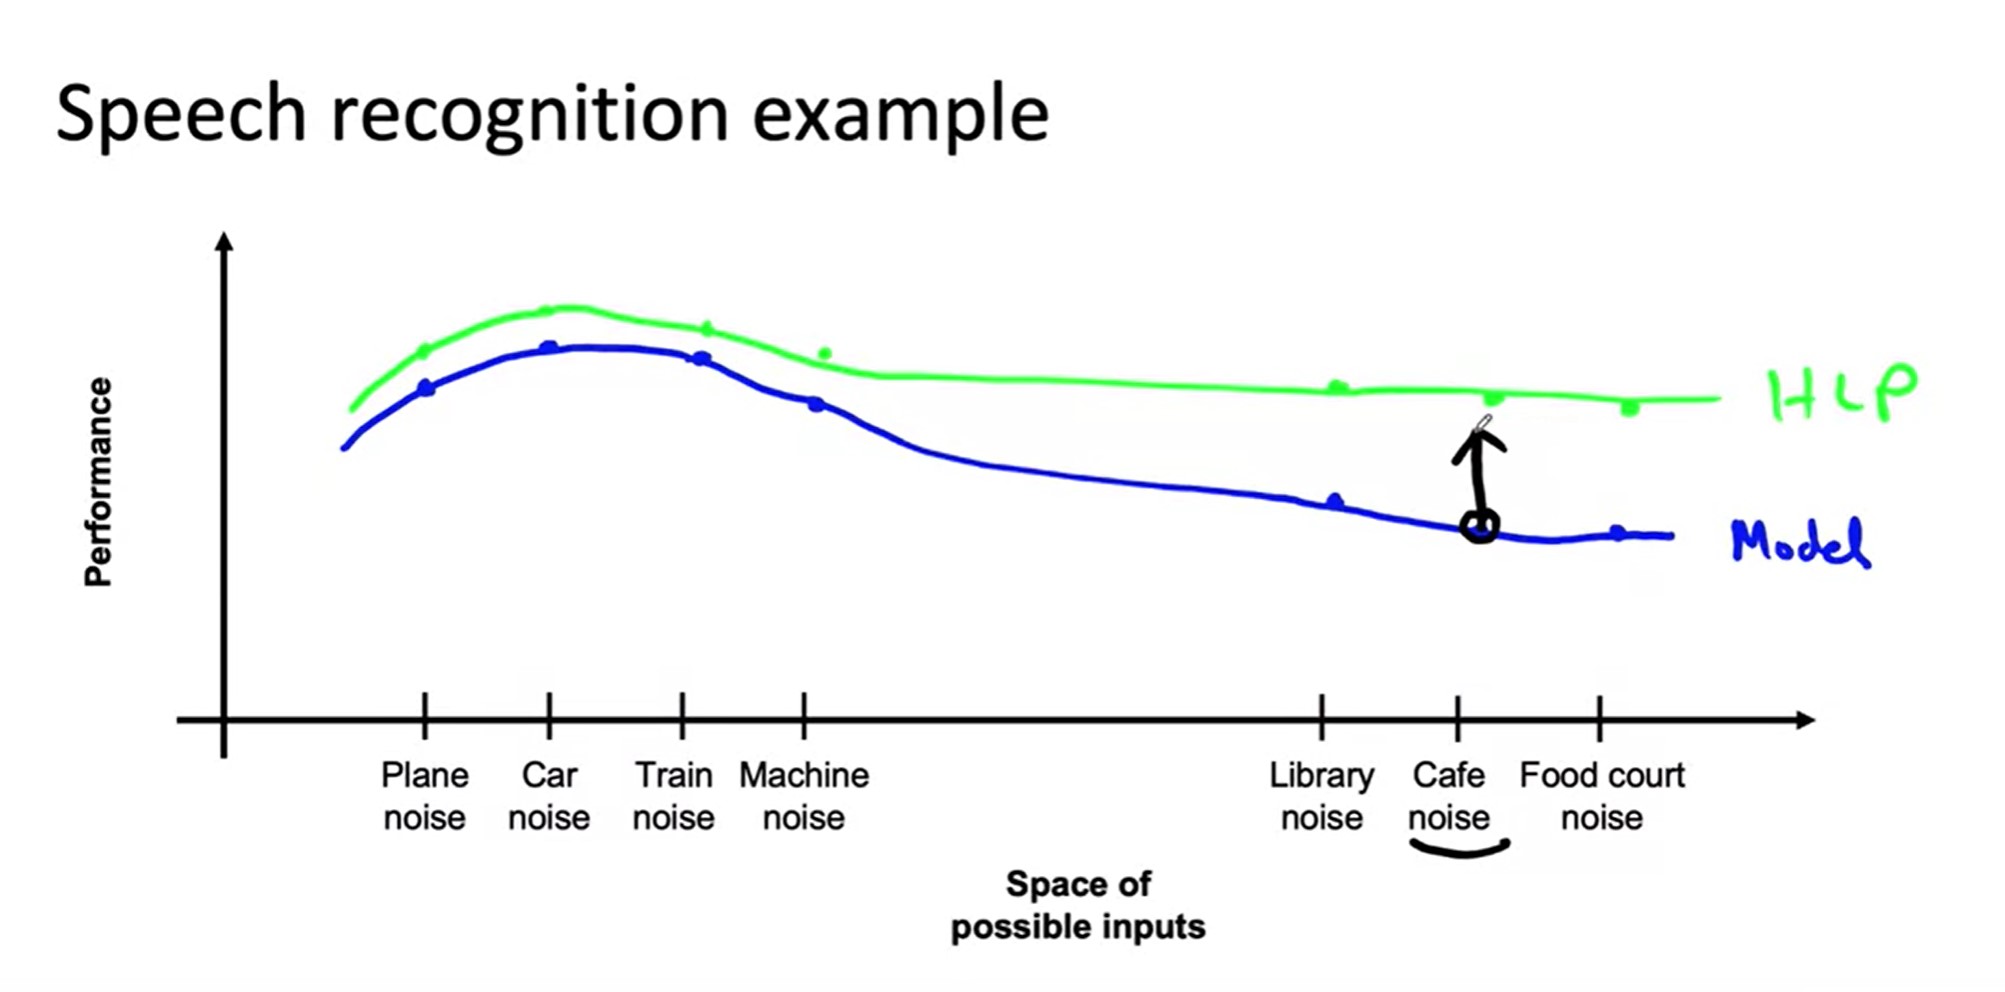 Speech recognition example
Performance
HLP
Model
Plane noise
Car noise
Train noise
Machine noise
Library noise
Cafe noise
Food court noise
Space of
possible inputs